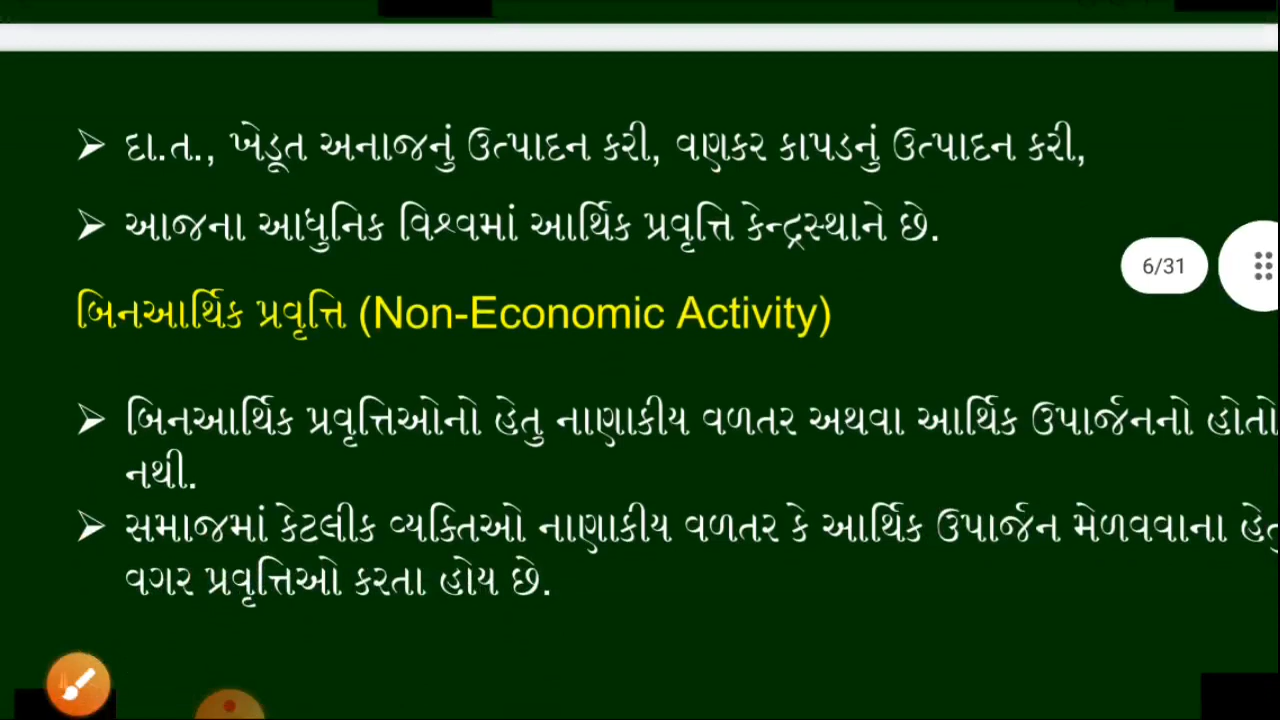 ➢ દા.ત., ખેડૂત અનાજનું ઉત્પાદન કરી, વણકર કાપડનું ઉત્પાદન કરી,
➢ આજના આધુનિક વિશ્વમાં આર્થિક પ્રવૃત્તિ કેન્દ્રસ્થાને છે.
6/31
બિનઆર્થિક પ્રવૃત્તિ (Non-Economic Activity)
➢ બિનઆર્થિક પ્રવૃત્તિઓનો હેતુ નાણાકીય વળતર અથવા આર્થિક ઉપાર્જનનો હોતો
નથી.
➢ સમાજમાં કેટલીક વ્યકિતઓ નાણાકીય વળતર કે આર્થિક ઉપાર્જન મેળવવાના હેતુ
વગર પ્રવૃત્તિઓ કરતા હોય છે.